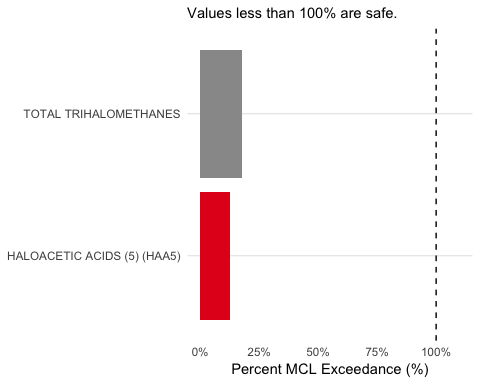 Values less than 100% are safe.
TOTAL TRIHALOMETHANES
HALOACETIC ACIDS (5) (HAA5)
0% 25% 50% 75% 100%
Percent MCL Exceedance (%)